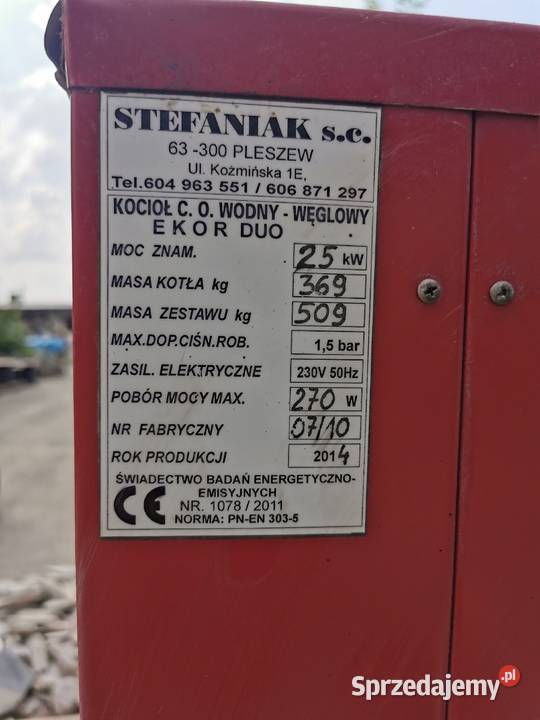 STEFANIAK s.c.
63 -300 PLESZEW
Ul. Koźmińska 1E,
Tel.604 963 551 / 606 871 297
KOCIOŁ C. O. WODNY - WĘGLOWY
EKOR DUO
MOC ZNAM. 25 kW
MASA KOTŁA kg 369
MASA ZESTAWU kg 509
MAX.DOP.CIŚN.ROB. 1,5 bar
ZASIL. ELEKTRYCZNE 230V 50Hz
POBÓR MOCY MAX. 270 W
NR FABRYCZNY 07/10
ROK PRODUKCJI 2014
ŚWIADECTWO BADAŃ ENERGETYCZNO-
EMISYJNYCH
CE NR. 1078 / 2011
NORMA: PN-EN 303-5
Sprzedajemy.pl